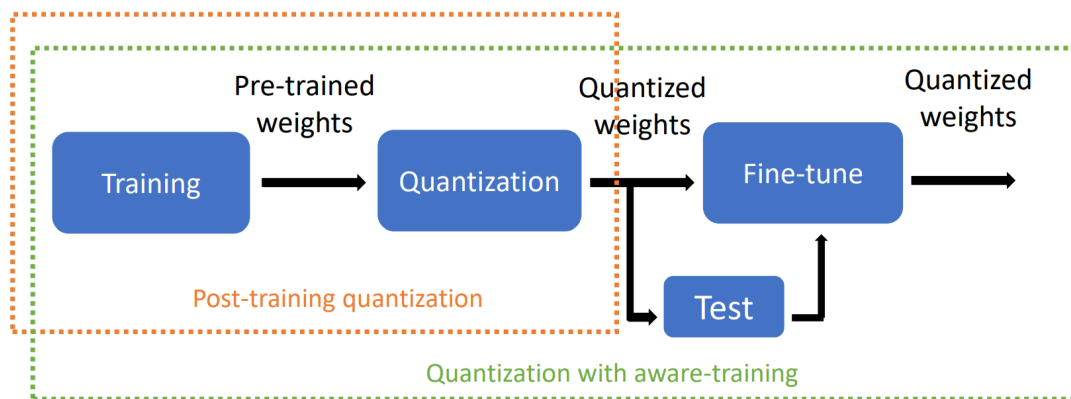 Pre-trained
weights
Quantized
weights
Quantized
weights
Training
Quantization
Fine-tune
Test
Post-training quantization
Quantization with aware-training